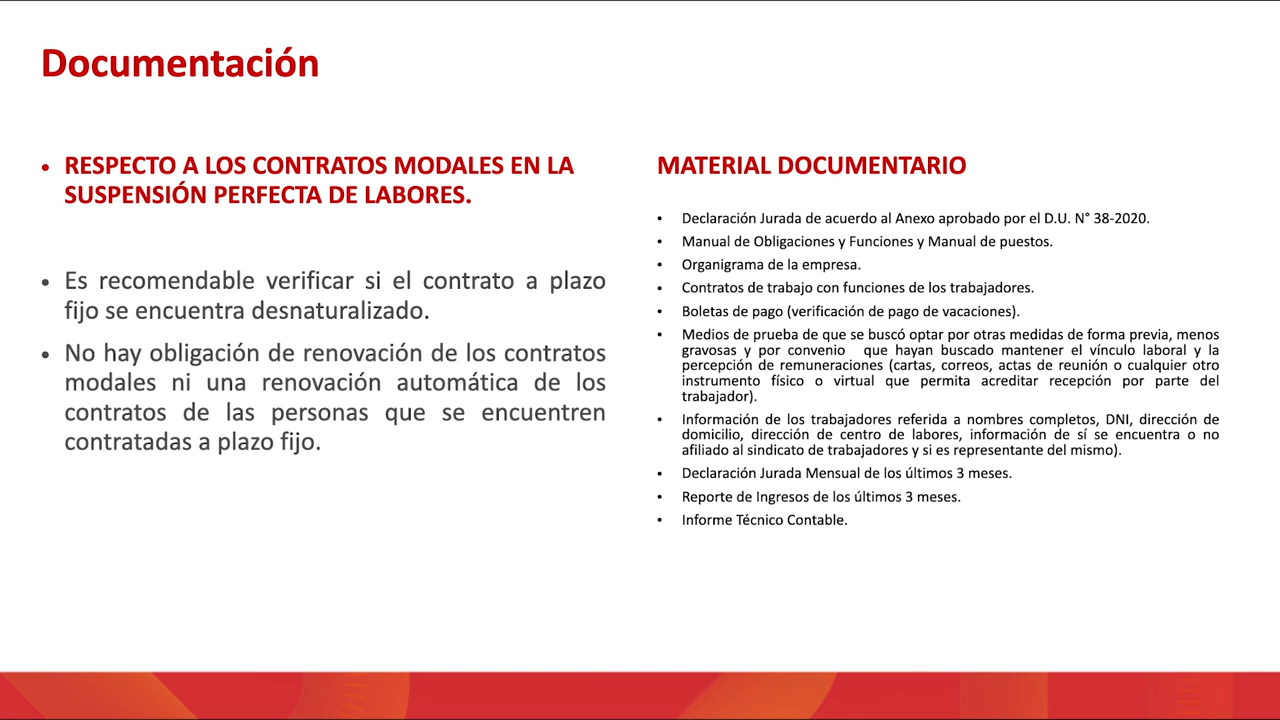 Documentación
• RESPECTO A LOS CONTRATOS MODALES EN LA
SUSPENSIÓN PERFECTA DE LABORES.
• Es recomendable verificar si el contrato a plazo
fijo se encuentra desnaturalizado.
• No hay obligación de renovación de los contratos
modales ni una renovación automática de los
contratos de las personas que se encuentren
contratadas a plazo fijo.
MATERIAL DOCUMENTARIO
• Declaración Jurada de acuerdo al Anexo aprobado por el D.U. N° 38-2020.
• Manual de Obligaciones y Funciones y Manual de puestos.
• Organigrama de la empresa.
• Contratos de trabajo con funciones de los trabajadores.
• Boletas de pago (verificación de pago de vacaciones).
• Medios de prueba de que se buscó optar por otras medidas de forma previa, menos
gravosas y por convenio que hayan buscado mantener el vínculo laboral y la
percepción de remuneraciones (cartas, correos, actas de reunión o cualquier otro
instrumento físico o virtual que permita acreditar recepción por parte del
trabajador).
• Información de los trabajadores referida a nombres completos, DNI, dirección de
domicilio, dirección de centro de labores, información de sí se encuentra o no
afiliado al sindicato de trabajadores y si es representante del mismo).
• Declaración Jurada Mensual de los últimos 3 meses.
• Reporte de Ingresos de los últimos 3 meses.
• Informe Técnico Contable.